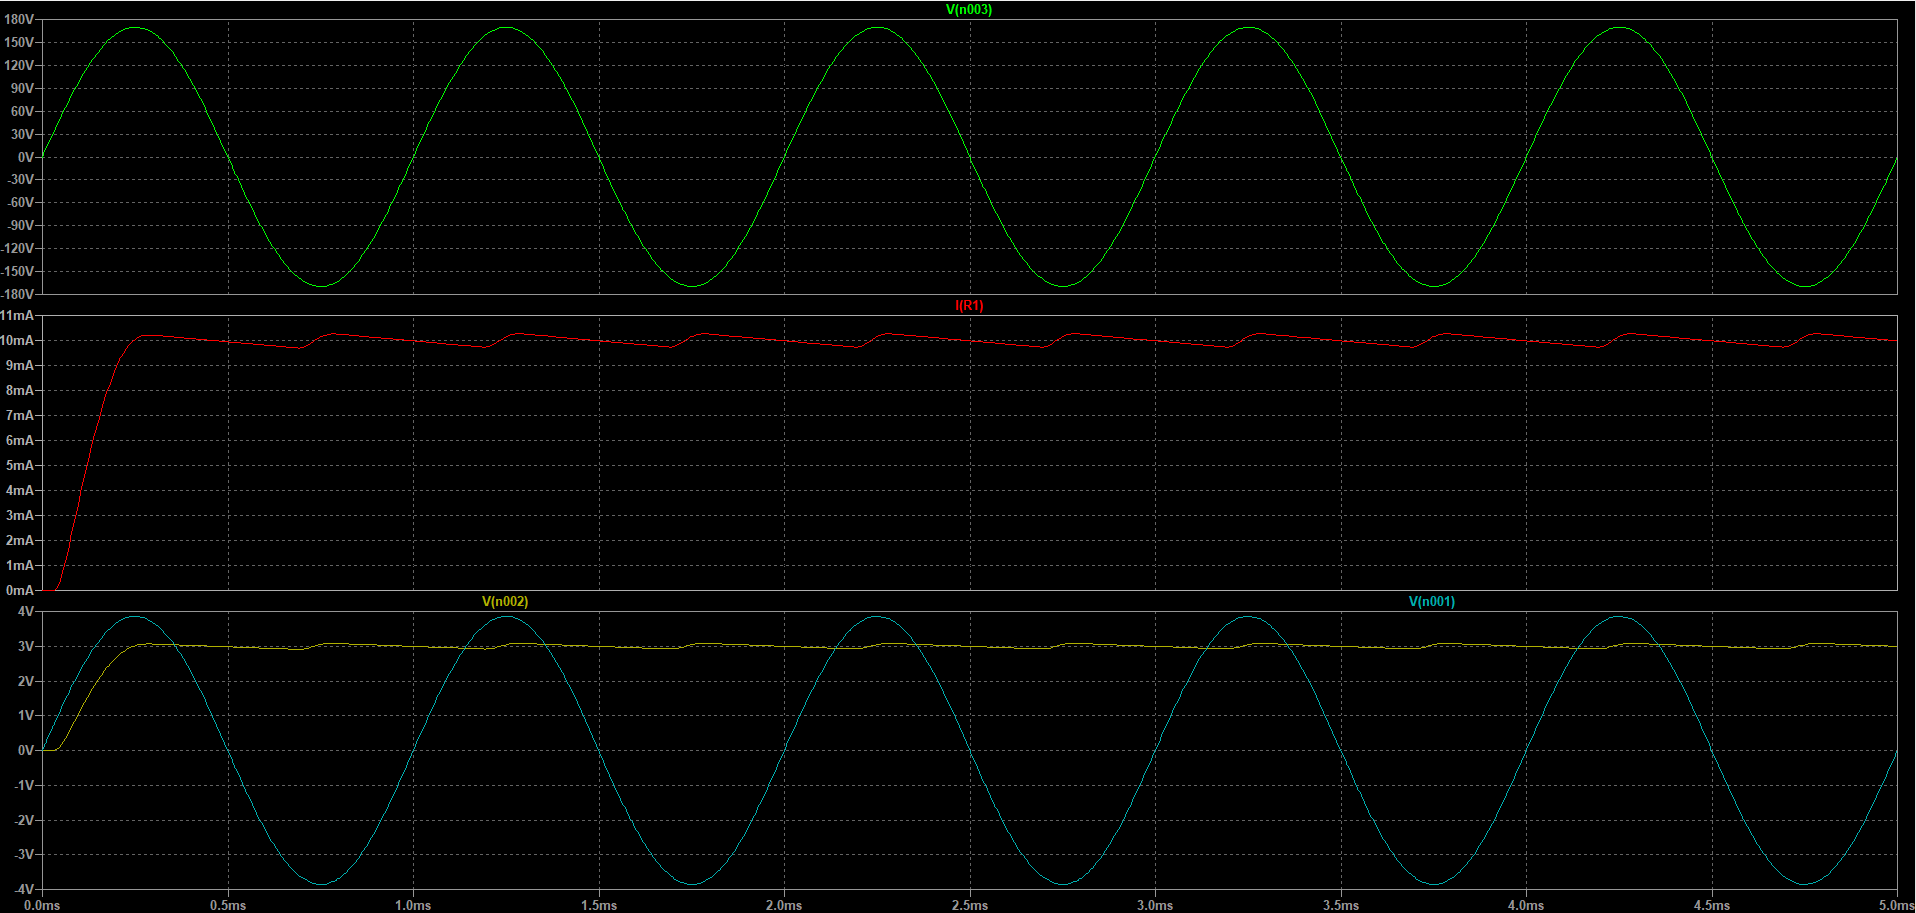 V(n003)
180V
150V
120V
90V
60V
30V
0V
-30V
-60V
-90V
-120V
-150V
-180V
I(R1)
11mA
10mA
9mA
8mA
7mA
6mA
5mA
4mA
3mA
2mA
1mA
0mA
V(n002) V(n001)
4V
3V
2V
1V
0V
-1V
-2V
-3V
-4V
0.0ms 0.5ms 1.0ms 1.5ms 2.0ms 2.5ms 3.0ms 3.5ms 4.0ms 4.5ms 5.0ms